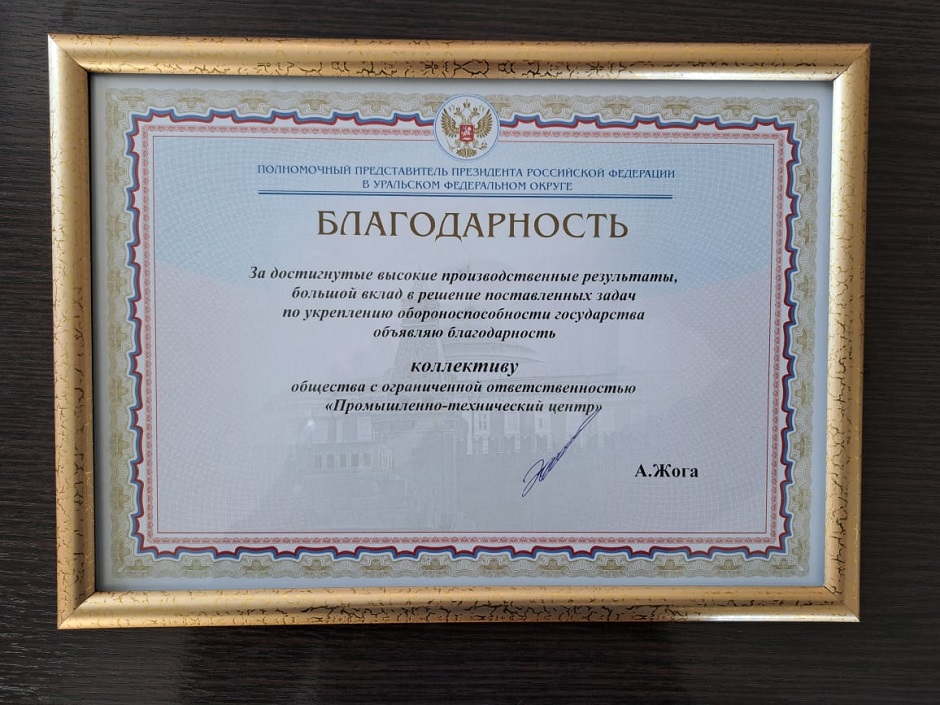 ПОЛНОМОЧНЫЙ ПРЕДСТАВИТЕЛЬ ПРЕЗИДЕНТА РОССИЙСКОЙ ФЕДЕРАЦИИ
В УРАЛЬСКОМ ФЕДЕРАЛЬНОМ ОКРУГЕ
БЛАГОДАРНОСТЬ
За достигнутые высокие производственные результаты,
большой вклад в решение поставленных задач
по укреплению обороноспособности государства
объявляю благодарность
коллективу
общества с ограниченной ответственностью
«Промышленно-технический центр»
А.Жога